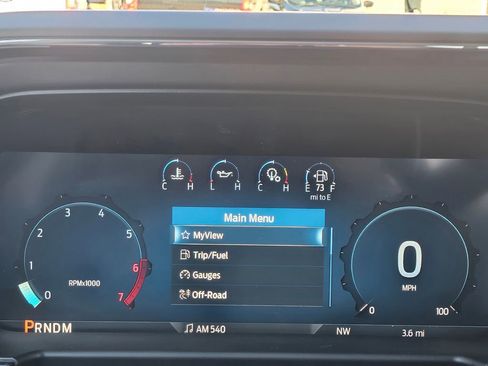 C H L H C H E 73 F
mi to E
Main Menu
MyView
Trip/Fuel
Gauges
Off-Road
0 1 2 3 4 5 6 7
RPMx1000
0
MPH
0 100
PRNDM
AM 540
NW
3.6 mi